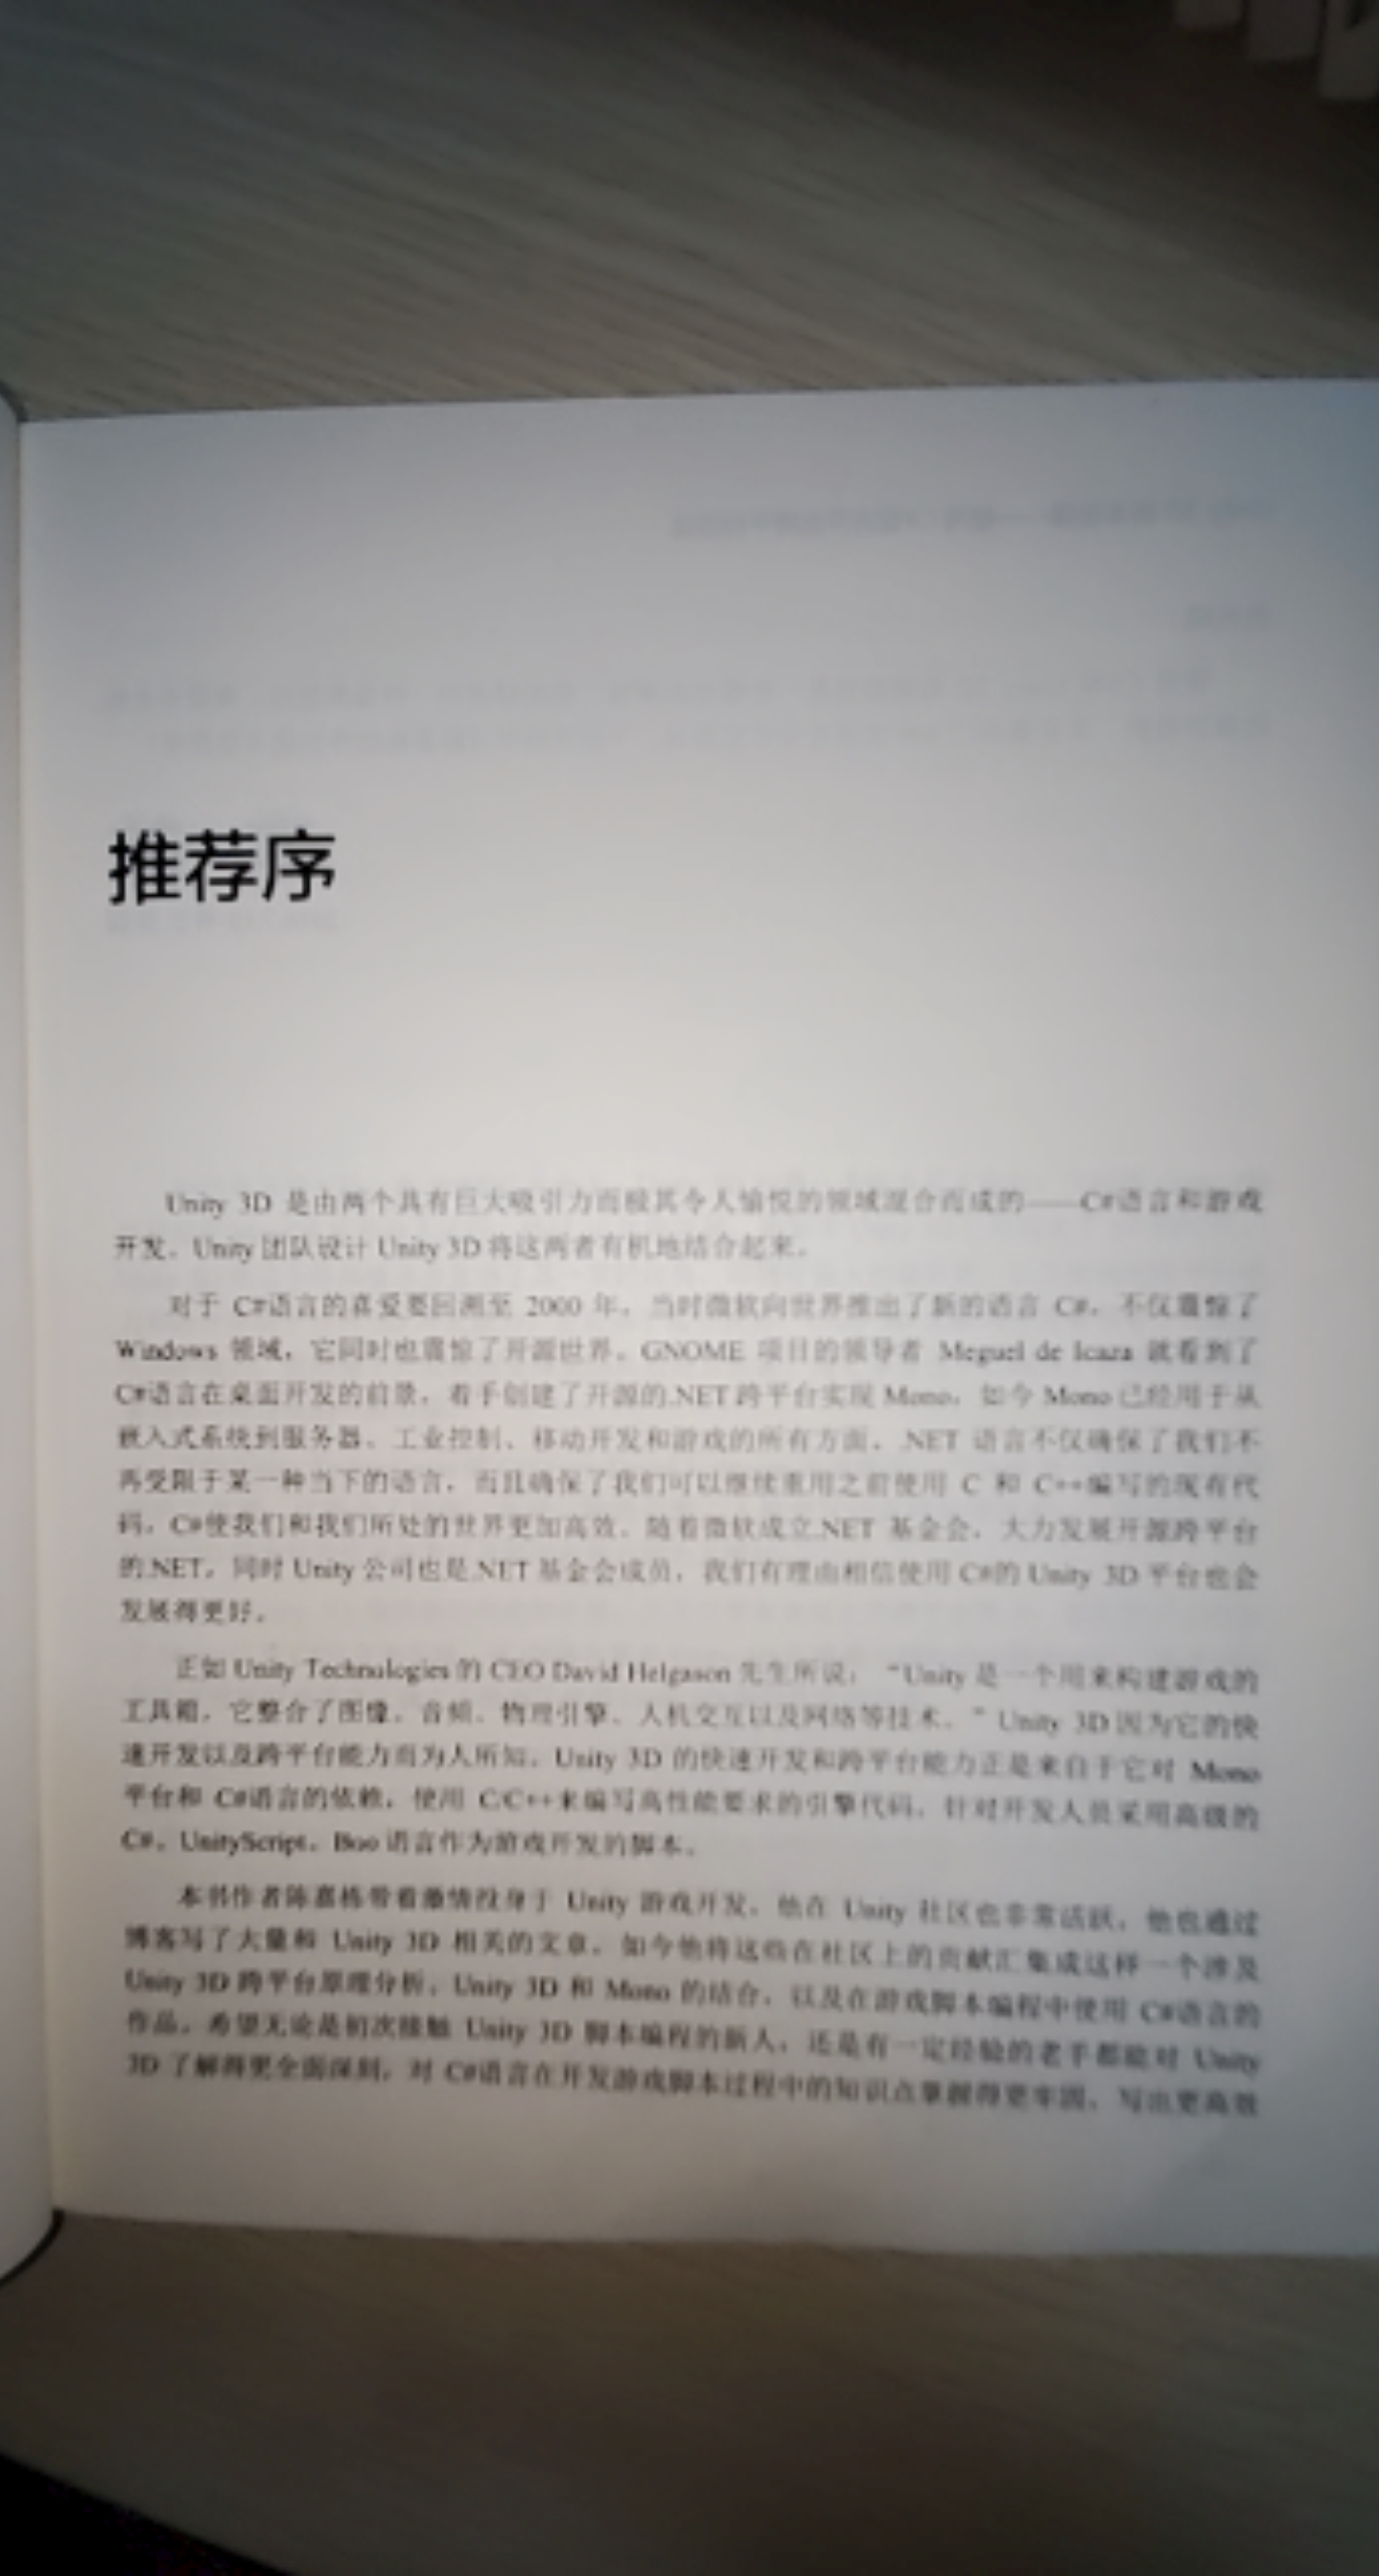 推荐序
Unity 3D 是由两个具有巨大吸引力而极其令人愉悦的领域混合而成的——C#语言和游戏
开发。Unity 团队设计 Unity 3D 将这两者有机地结合起来。
对于 C#语言的喜爱要回溯至 2000 年，当时微软向世界推出了新的语言 C#，不仅震惊了
Windows 领域，它同时也震惊了开源世界。GNOME 项目的领导者 Meguel de Icaza 就看到了
C#语言在桌面开发的前景，着手创建了开源的.NET 跨平台实现 Mono，如今 Mono 已经用于从
嵌入式系统到服务器、工业控制、移动开发和游戏的所有方面。.NET 语言不仅确保了我们不
再受限于某一种当下的语言，而且确保了我们可以继续重用之前使用 C 和 C++编写的现有代
码，C#使我们和我们所处的世界更加高效。随着微软成立.NET 基金会，大力发展开源跨平台
的.NET，同时 Unity 公司也是.NET 基金会成员，我们有理由相信使用 C#的 Unity 3D 平台也会
发展得更好。
正如 Unity Technologies 的 CEO David Helgason 先生所说：“Unity 是一个用来构建游戏的
工具箱，它整合了图像、音频、物理引擎、人机交互以及网络等技术。”Unity 3D 因为它的快
速开发以及跨平台能力而为人所知。Unity 3D 的快速开发和跨平台能力正是来自于它对 Mono
平台和 C#语言的依赖，使用 C/C++来编写高性能要求的引擎代码，针对开发人员采用高级的
C#、UnityScript、Boo 语言作为游戏开发的脚本。
本书作者陈嘉栋带着激情投身于 Unity 游戏开发，他在 Unity 社区也非常活跃，他也通过
博客写了大量和 Unity 3D 相关的文章。如今他将这些在社区上的贡献汇集成这样一个涉及
Unity 3D 跨平台原理分析、Unity 3D 和 Mono 的结合，以及在游戏脚本编程中使用 C#语言的
作品。希望无论是初次接触 Unity 3D 脚本编程的新人，还是有一定经验的老手都能对 Unity
3D 了解得更全面深刻，对 C#语言在开发游戏脚本过程中的知识点掌握得更牢固，写出更高效